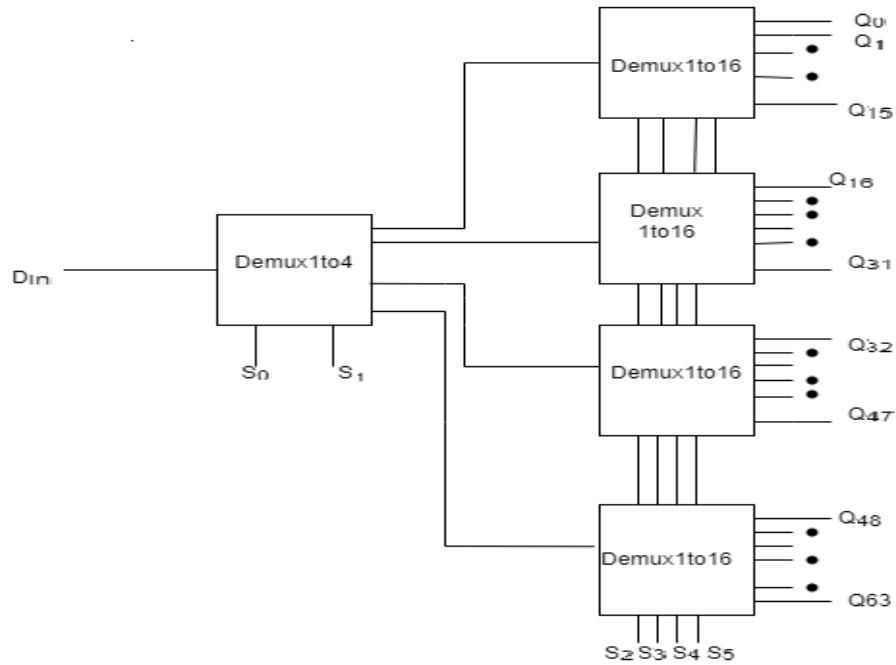 Q0
Q1
Demux1to16
Q15
Q16
Demux
1to16
Q31
Demux1to4
DIn
S0
S1
Q32
Demux1to16
Q47
Q48
Demux1to16
Q63
S2 S3 S4 S5